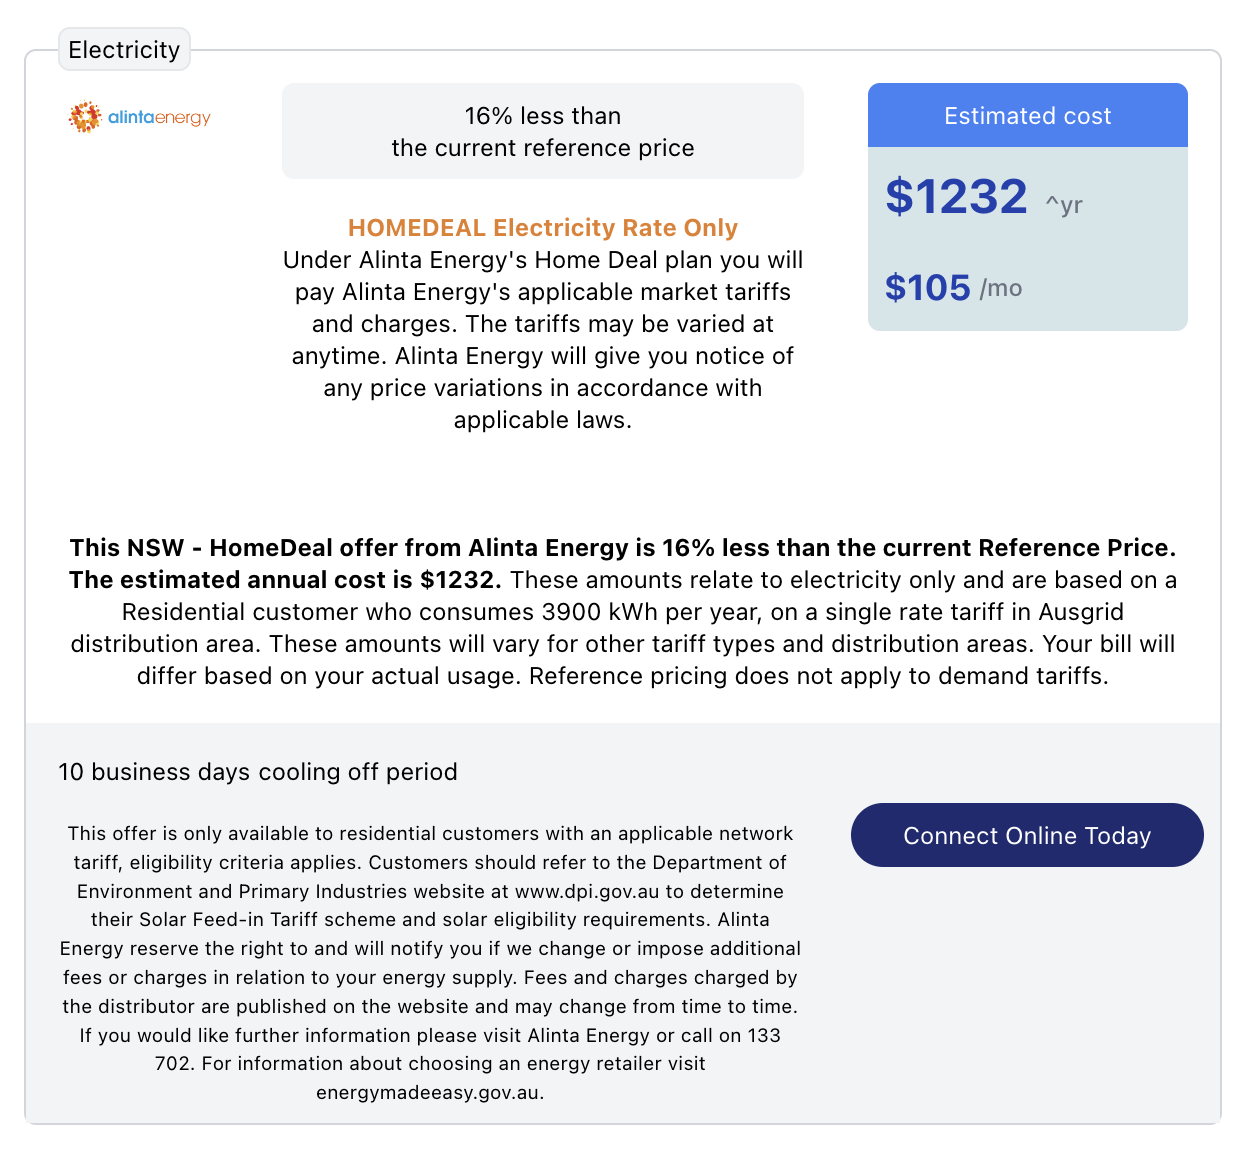 Electricity
alintaenergy
16% less than
the current reference price
HOMEDEAL Electricity Rate Only
Under Alinta Energy's Home Deal plan you will
pay Alinta Energy's applicable market tariffs
and charges. The tariffs may be varied at
anytime. Alinta Energy will give you notice of
any price variations in accordance with
applicable laws.
Estimated cost
$1232 ^yr
$105 /mo
This NSW - HomeDeal offer from Alinta Energy is 16% less than the current Reference Price.
The estimated annual cost is $1232. These amounts relate to electricity only and are based on a
Residential customer who consumes 3900 kWh per year, on a single rate tariff in Ausgrid
distribution area. These amounts will vary for other tariff types and distribution areas. Your bill will
differ based on your actual usage. Reference pricing does not apply to demand tariffs.
10 business days cooling off period
This offer is only available to residential customers with an applicable network
tariff, eligibility criteria applies. Customers should refer to the Department of
Environment and Primary Industries website at www.dpi.gov.au to determine
their Solar Feed-in Tariff scheme and solar eligibility requirements. Alinta
Energy reserve the right to and will notify you if we change or impose additional
fees or charges in relation to your energy supply. Fees and charges charged by
the distributor are published on the website and may change from time to time.
If you would like further information please visit Alinta Energy or call on 133
702. For information about choosing an energy retailer visit
energymadeeasy.gov.au.
Connect Online Today